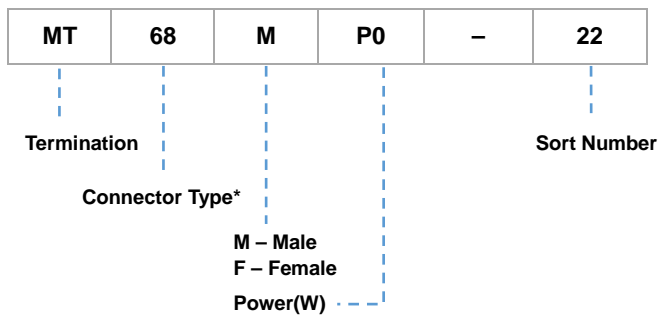 MT 68 M P0 – 22
Termination
Sort Number
Connector Type*
M – Male
F – Female
Power(W)